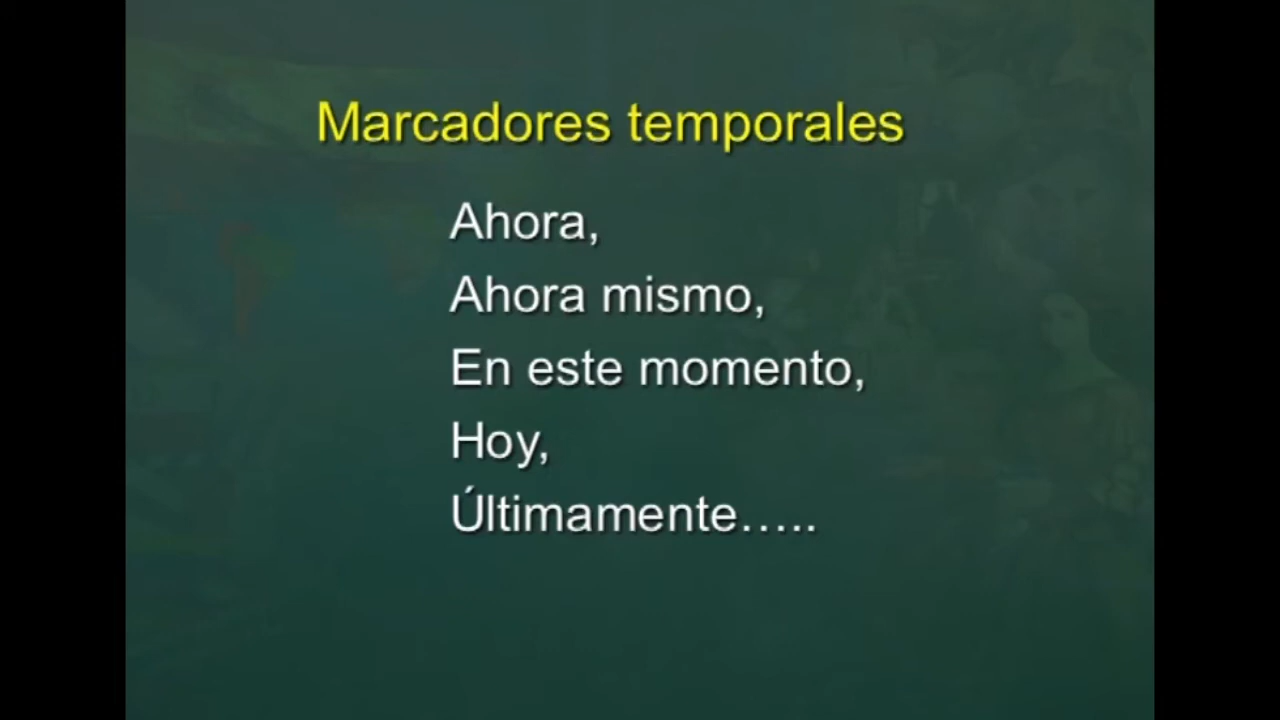 Marcadores temporales
Ahora,
Ahora mismo,
En este momento,
Hoy,
Últimamente…..